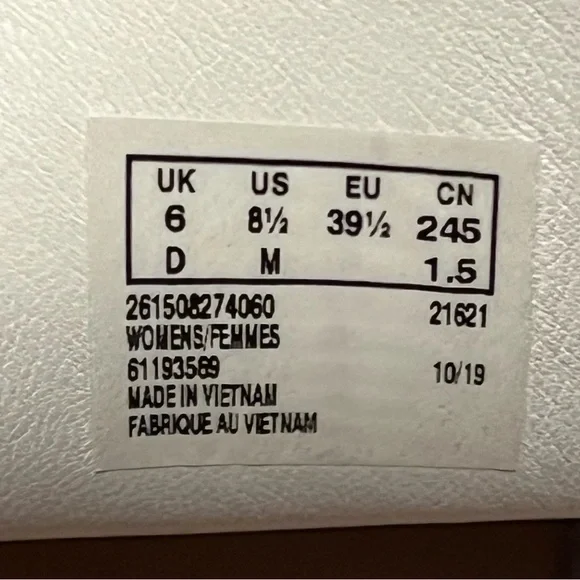 UK US EU CN
6 8½ 39½ 245
D M 1.5
261508274060 21621
WOMENS/FEMMES
61193569 10/19
MADE IN VIETNAM
FABRIQUE AU VIETNAM